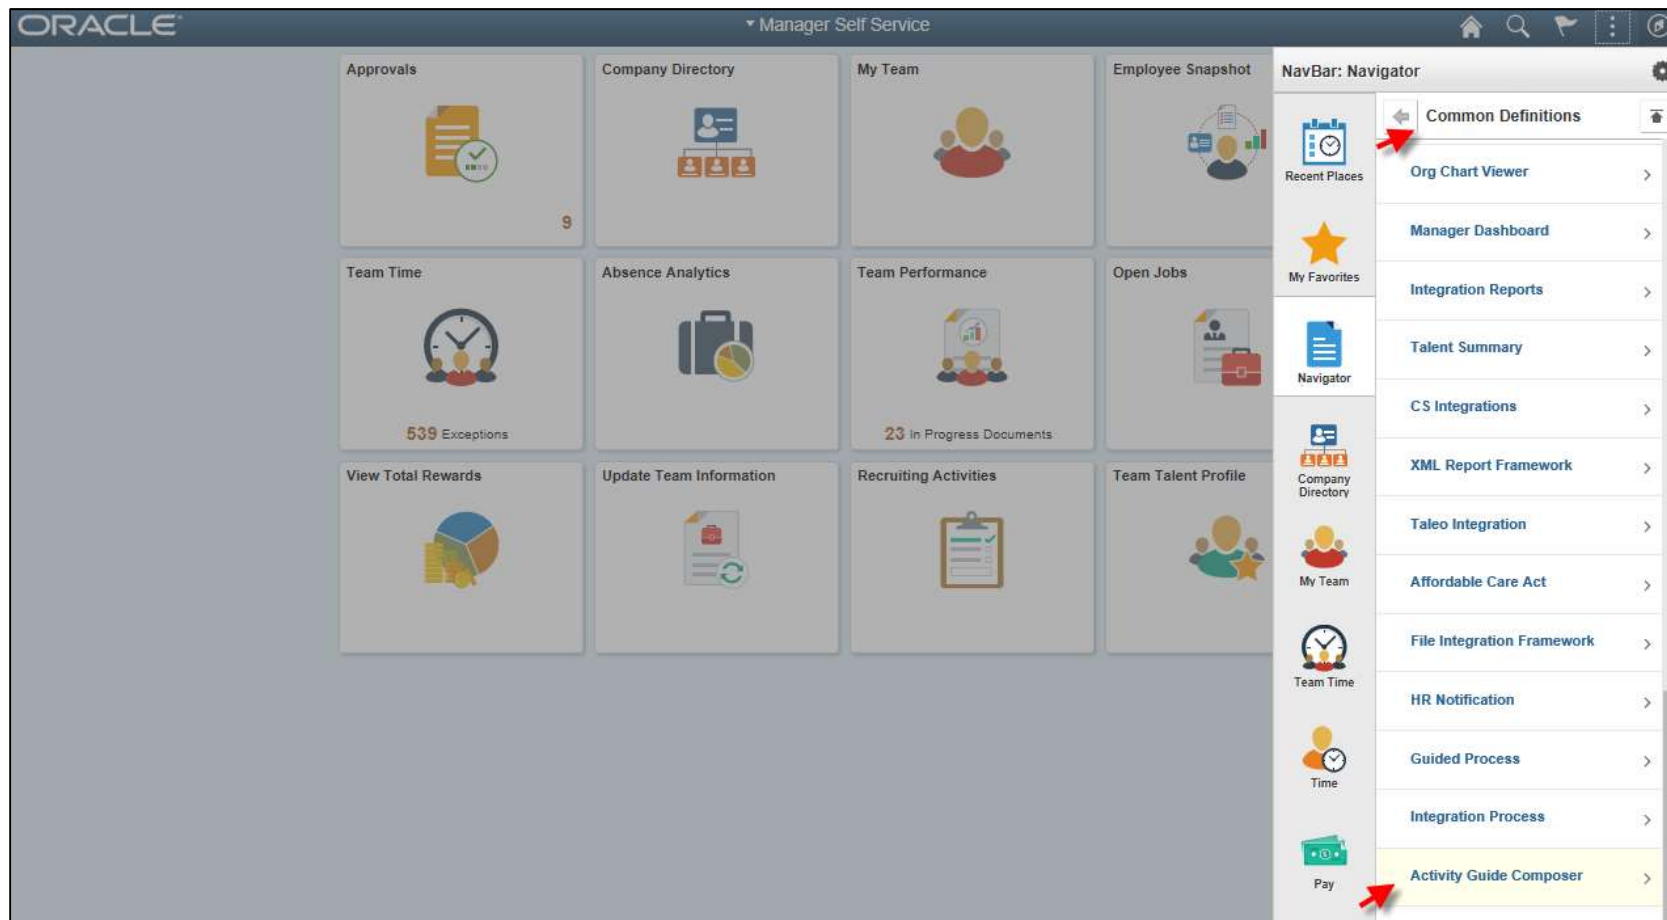 ORACLE
Manager Self Service
Approvals
9
Company Directory
My Team
Employee Snapshot
Team Time
539 Exceptions
Absence Analytics
Team Performance
23 In Progress Documents
Open Jobs
View Total Rewards
Update Team Information
Recruiting Activities
Team Talent Profile
NavBar: Navigator
Recent Places
My Favorites
Navigator
Company
Directory
My Team
Team Time
Time
Pay
Common Definitions
Org Chart Viewer
Manager Dashboard
Integration Reports
Talent Summary
CS Integrations
XML Report Framework
Taleo Integration
Affordable Care Act
File Integration Framework
HR Notification
Guided Process
Integration Process
Activity Guide Composer